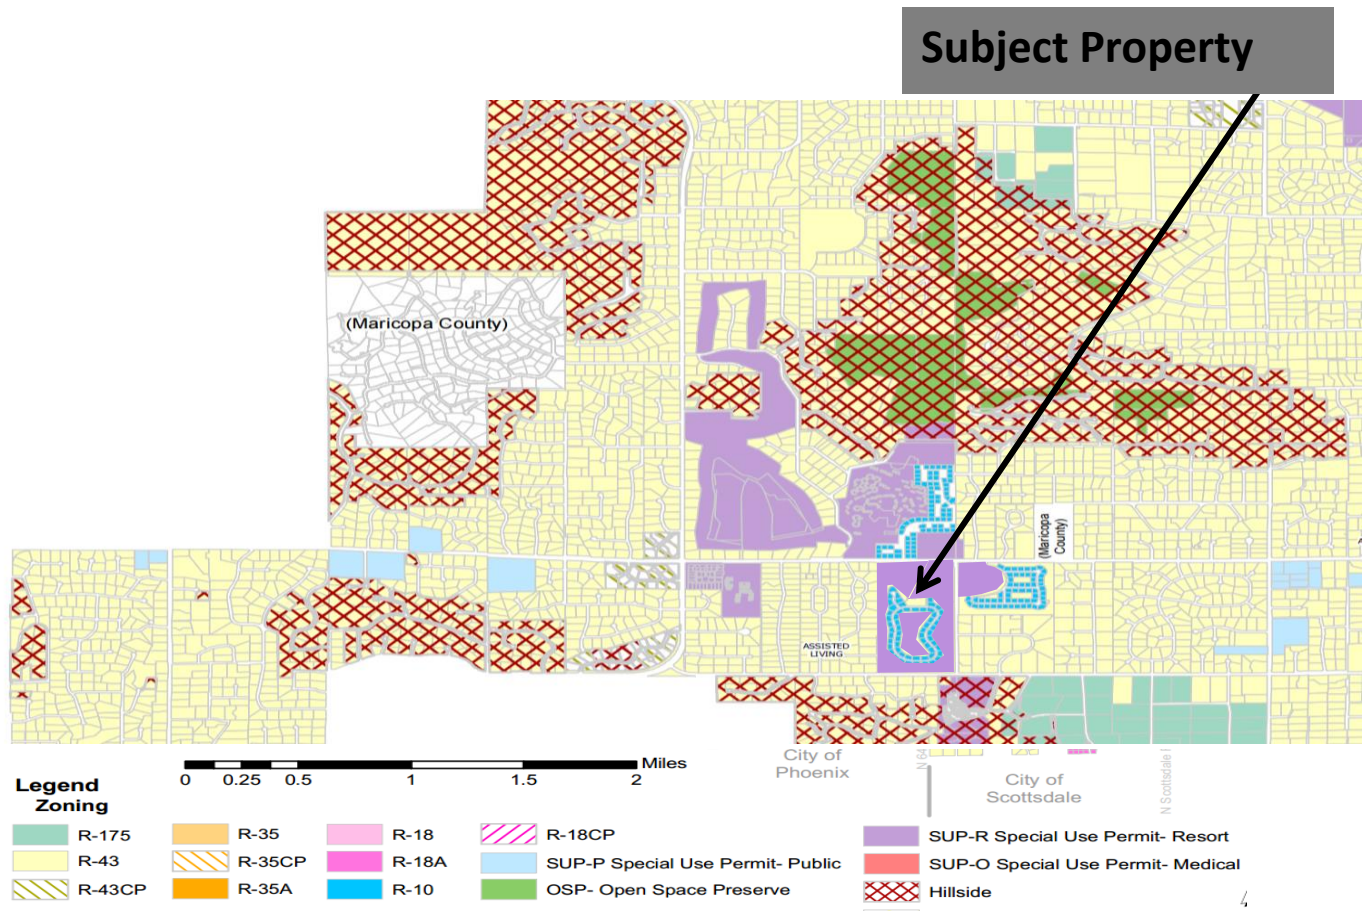 Subject Property
(Maricopa County)
(Maricopa
County)
ASSISTED
LIVING
City of
Phoenix
N 64
City of
Scottsdale
N Scottsdale
Miles
0 0.25 0.5 1 1.5 2
Legend
Zoning
R-175
R-43
R-43CP
R-35
R-35CP
R-35A
R-18
R-18A
R-10
R-18CP
SUP-P Special Use Permit- Public
OSP- Open Space Preserve
SUP-R Special Use Permit- Resort
SUP-O Special Use Permit- Medical
Hillside